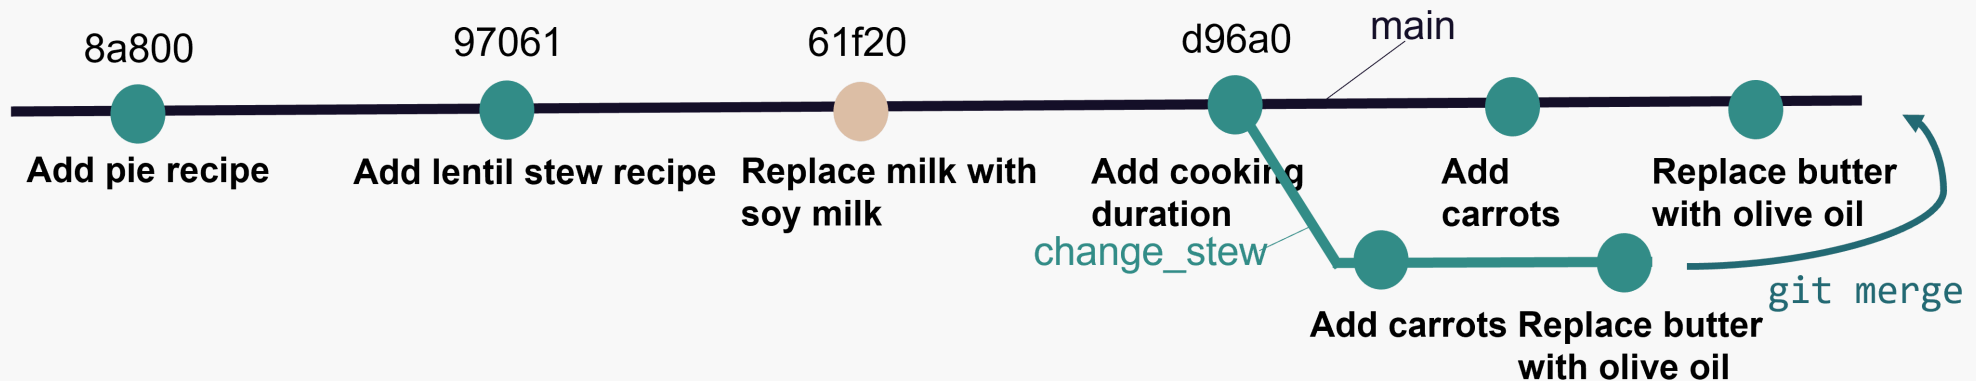 8a800
97061
61f20
d96a0
main
Add pie recipe
Add lentil stew recipe
Replace milk with
soy milk
Add cooking
duration
Add
carrots
Replace butter
with olive oil
change_stew
git merge
Add carrots
Replace butter
with olive oil